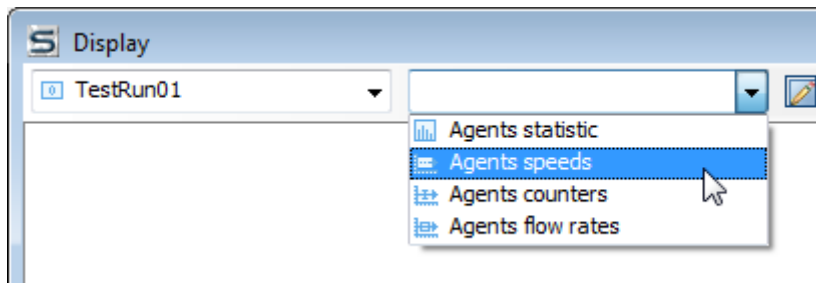 Display
TestRun01
Agents statistic
Agents speeds
Agents counters
Agents flow rates